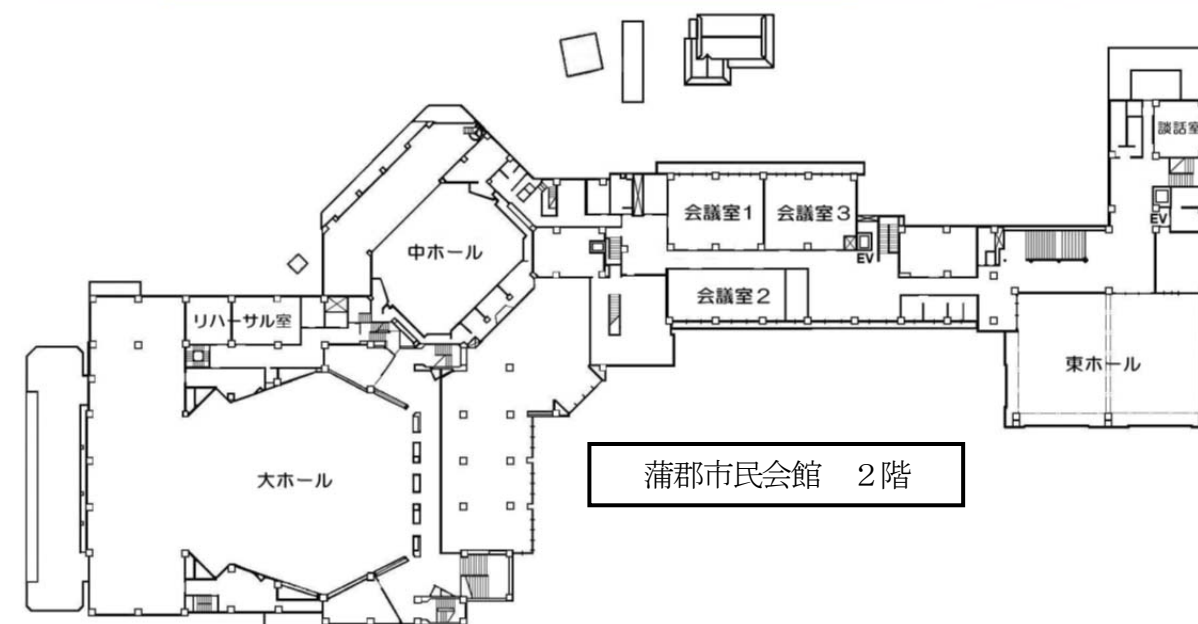 談話室
会議室1
会議室3
EV
EV
中ホール
会議室2
リハーサル室
東ホール
大ホール
蒲郡市民会館　２階